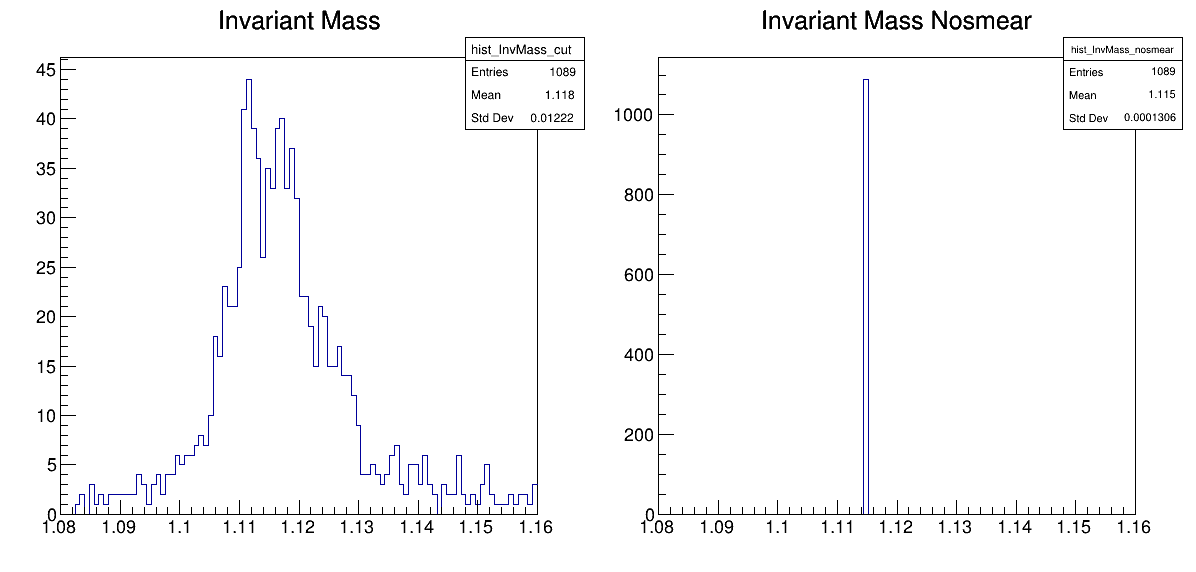 Invariant Mass
hist_InvMass_cut
Entries 1089
Mean 1.118
Std Dev 0.01222
45
40
35
30
25
20
15
10
5
0
1.08 1.09 1.1 1.11 1.12 1.13 1.14 1.15 1.16
Invariant Mass Nosmear
hist_InvMass_nosmear
Entries 1089
Mean 1.115
Std Dev 0.0001306
1000
800
600
400
200
0
1.08 1.09 1.1 1.11 1.12 1.13 1.14 1.15 1.16